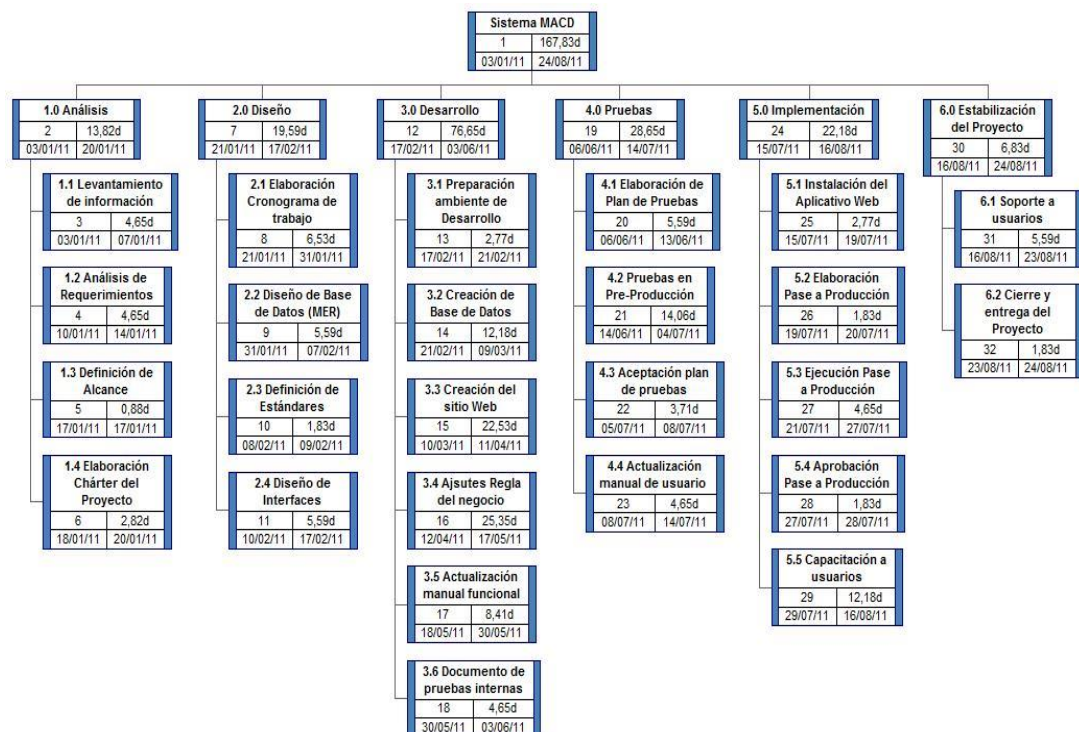 Sistema MACD
1 167,83d
03/01/11 24/08/11
1.0 Análisis
2 13,82d
03/01/11 20/01/11
1.1 Levantamiento
de información
3 4,65d
03/01/11 07/01/11
1.2 Análisis de
Requerimientos
4 4,65d
10/01/11 14/01/11
1.3 Definición de
Alcance
5 0,88d
17/01/11 17/01/11
1.4 Elaboración
Chárter del
Proyecto
6 2,82d
18/01/11 20/01/11
2.0 Diseño
7 19,59d
21/01/11 17/02/11
2.1 Elaboración
Cronograma de
trabajo
8 6,53d
21/01/11 31/01/11
2.2 Diseño de Base
de Datos (MER)
9 5,59d
31/01/11 07/02/11
2.3 Definición de
Estándares
10 1,83d
08/02/11 09/02/11
2.4 Diseño de
Interfaces
11 5,59d
10/02/11 17/02/11
3.0 Desarrollo
12 76,65d
17/02/11 03/06/11
3.1 Preparación
ambiente de
Desarrollo
13 2,77d
17/02/11 21/02/11
3.2 Creación de
Base de Datos
14 12,18d
21/02/11 09/03/11
3.3 Creación del
sitio Web
15 22,53d
10/03/11 11/04/11
3.4 Ajsutes Regla
del negocio
16 25,35d
12/04/11 17/05/11
3.5 Actualización
manual funcional
17 8,41d
18/05/11 30/05/11
3.6 Documento de
pruebas internas
18 4,65d
30/05/11 03/06/11
4.0 Pruebas
19 28,65d
06/06/11 14/07/11
4.1 Elaboración de
Plan de Pruebas
20 5,59d
06/06/11 13/06/11
4.2 Pruebas en
Pre-Producción
21 14,06d
14/06/11 04/07/11
4.3 Aceptación plan
de pruebas
22 3,71d
05/07/11 08/07/11
4.4 Actualización
manual de usuario
23 4,65d
08/07/11 14/07/11
5.0 Implementación
24 22,18d
15/07/11 16/08/11
5.1 Instalación del
Aplicativo Web
25 2,77d
15/07/11 19/07/11
5.2 Elaboración
Pase a Producción
26 1,83d
19/07/11 20/07/11
5.3 Ejecución Pase
a Producción
27 4,65d
21/07/11 27/07/11
5.4 Aprobación
Pase a Producción
28 1,83d
27/07/11 28/07/11
5.5 Capacitación a
usuarios
29 12,18d
29/07/11 16/08/11
6.0 Estabilización
del Proyecto
30 6,83d
16/08/11 24/08/11
6.1 Soporte a
usuarios
31 5,59d
16/08/11 23/08/11
6.2 Cierre y
entrega del
Proyecto
32 1,83d
23/08/11 24/08/11